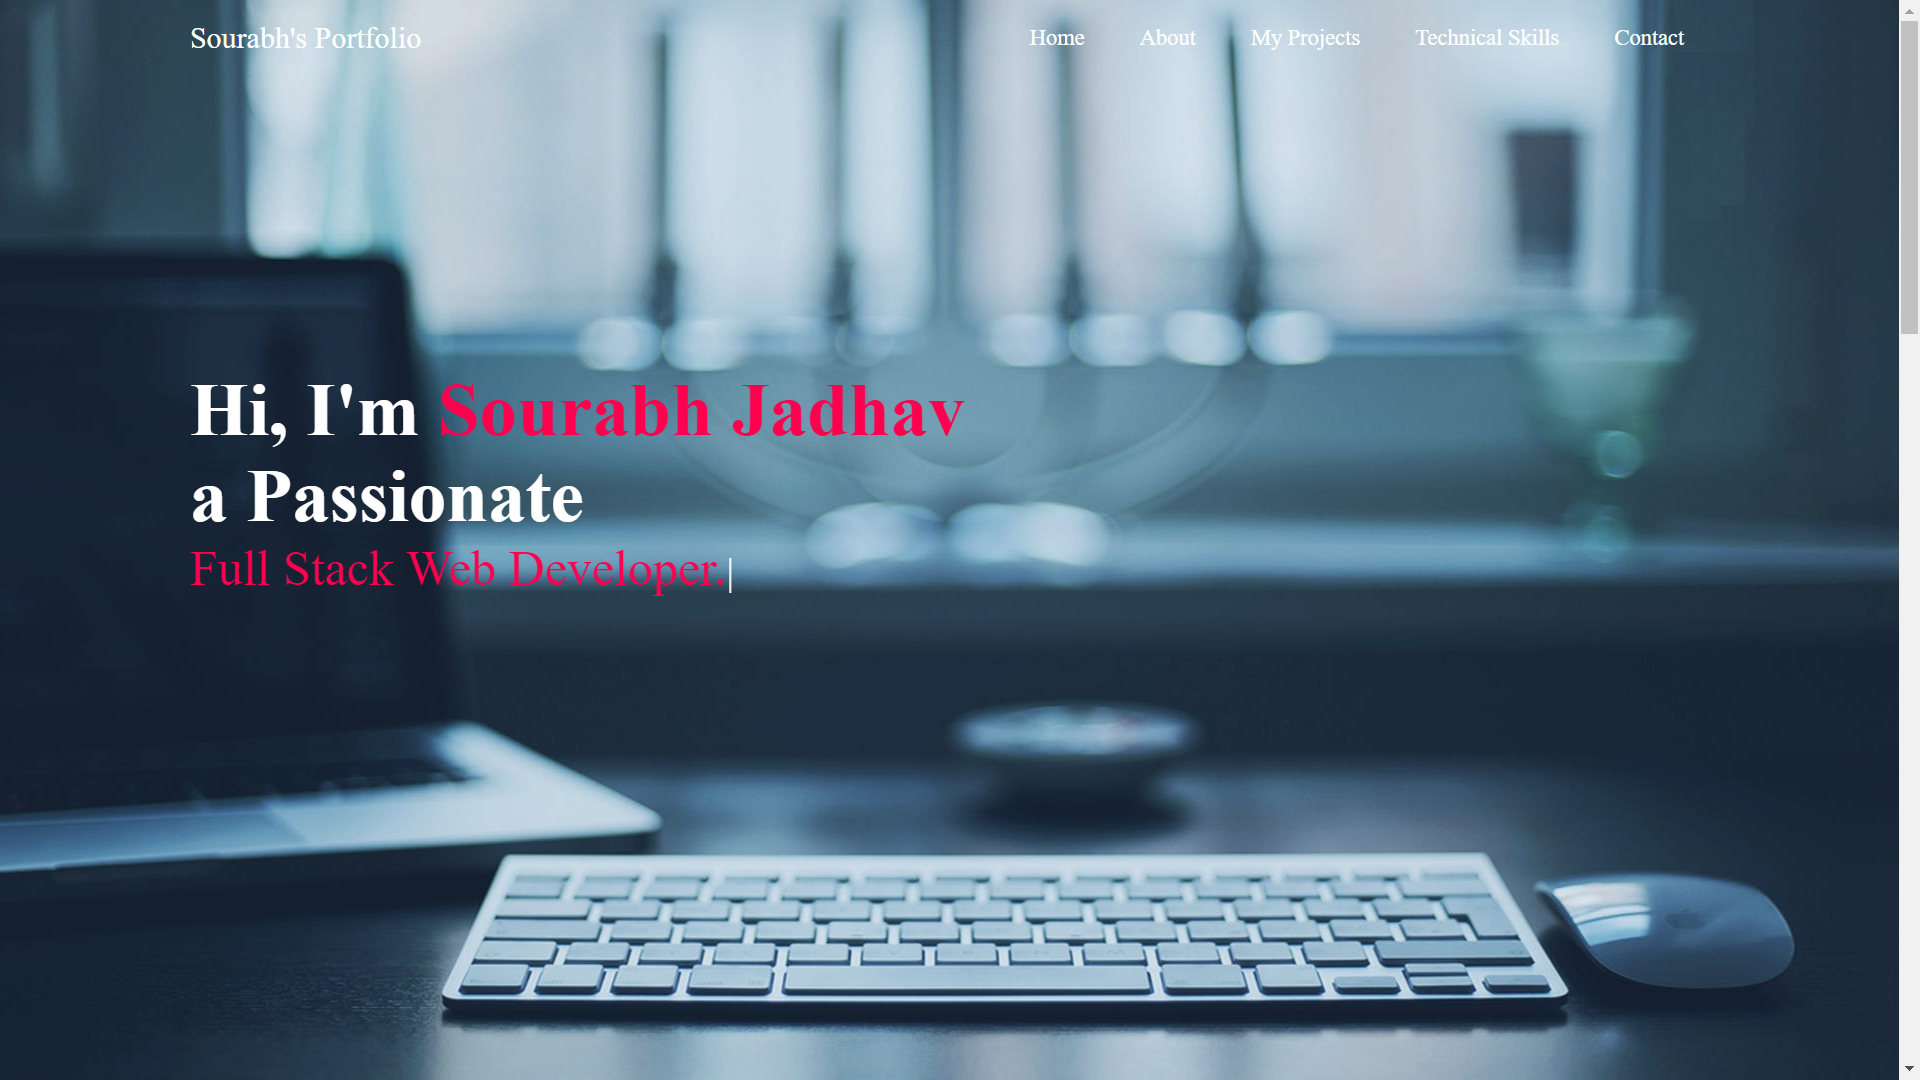 Sourabh's Portfolio
Home
About
My Projects
Technical Skills
Contact
Hi, I'm Sourabh Jadhav
a Passionate
Full Stack Web Developer.|